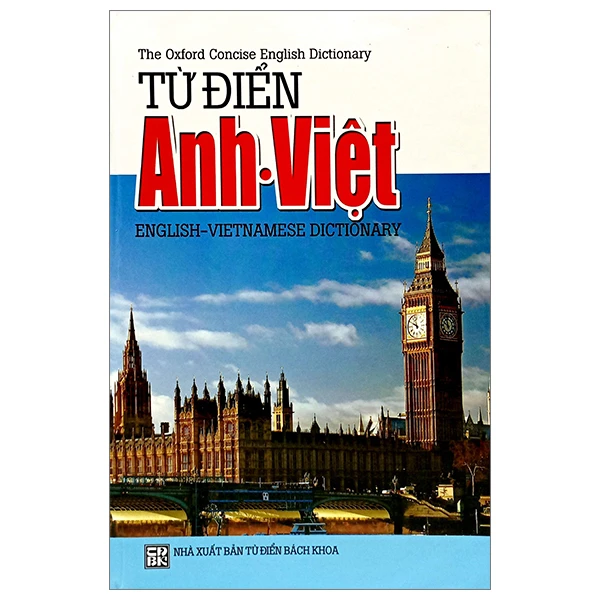 The Oxford Concise English Dictionary
TỪ ĐIỂN
Anh·Việt
ENGLISH-VIETNAMESE DICTIONARY
NHÀ XUẤT BẢN TỪ ĐIỂN BÁCH KHOA